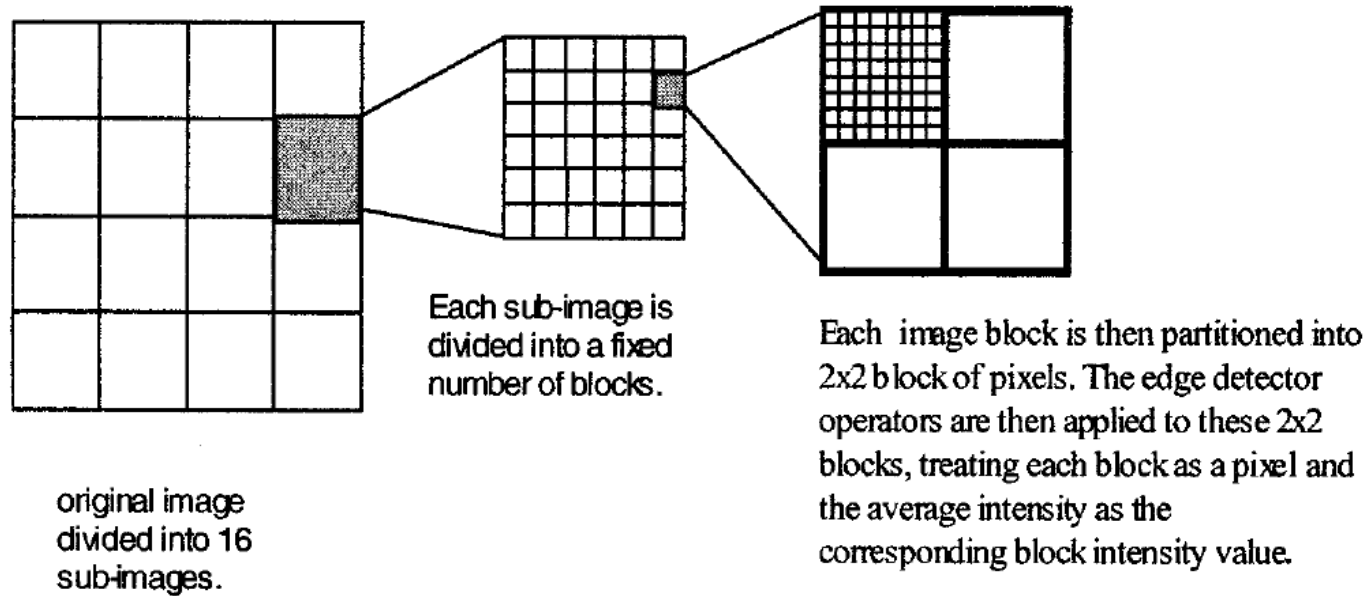 original image
divided into 16
sub-images.
Each sub-image is
divided into a fixed
number of blocks.
Each image block is then partitioned into
2x2 block of pixels. The edge detector
operators are then applied to these 2x2
blocks, treating each block as a pixel and
the average intensity as the
corresponding block intensity value.